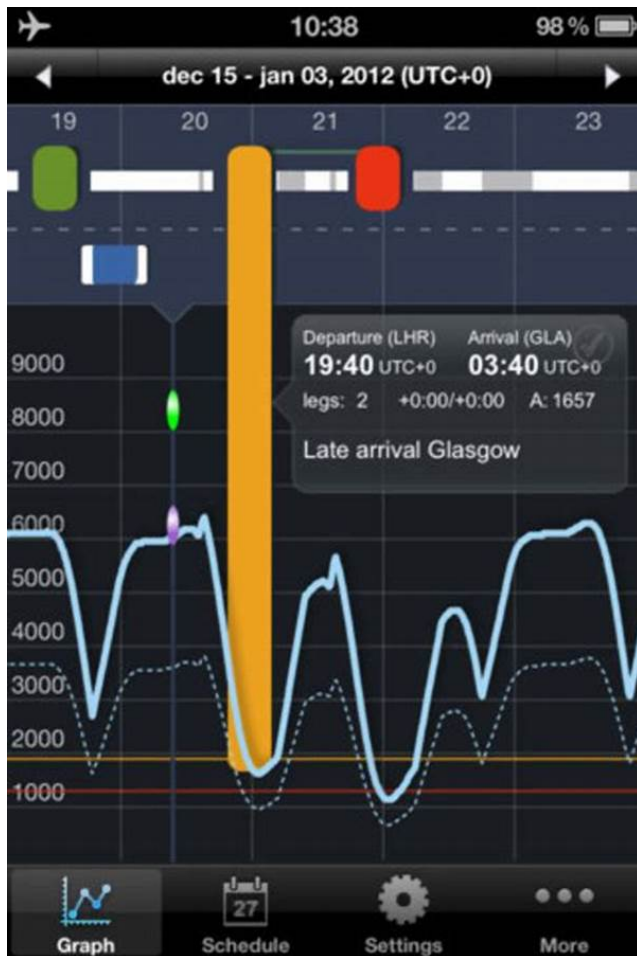 10:38
98 %
dec 15 - jan 03, 2012 (UTC+0)
19 20 21 22 23
Departure (LHR) Arrival (GLA)
19:40 UTC+0 03:40 UTC+0
legs: 2 +0:00/+0:00 A: 1657
Late arrival Glasgow
9000
8000
7000
6000
5000
4000
3000
2000
1000
27
Graph Schedule Settings More